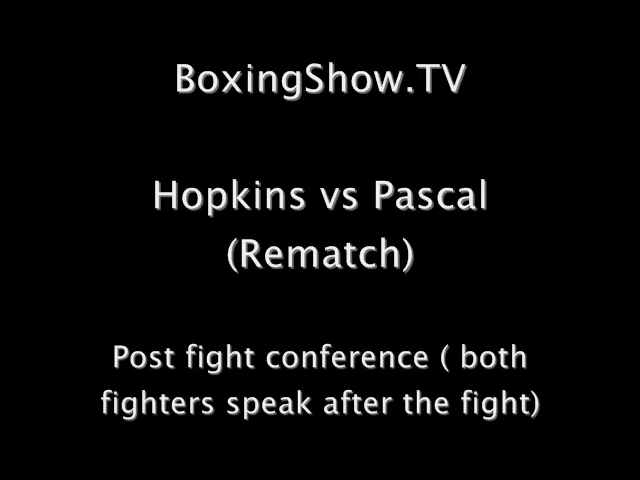 BoxingShow.TV
Hopkins vs Pascal
(Rematch)
Post fight conference ( both
fighters speak after the fight)